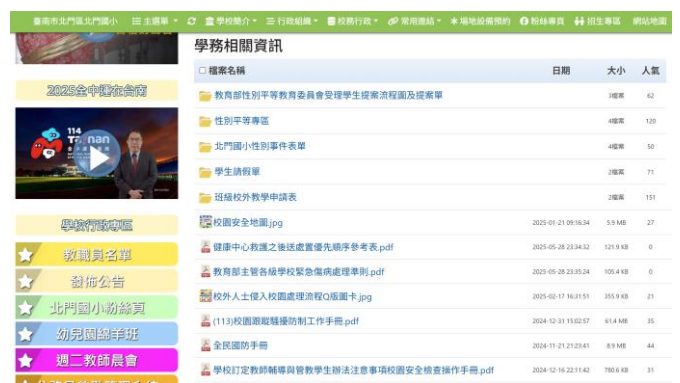 臺南市北門區北門國小 主選單 學校簡介 行政組織 校務行政 常用連結 場地設備預約 粉絲專頁 招生專區 網站地圖
學務相關資訊
檔案名稱 日期 大小 人氣
教育部性別平等教育委員會受理學生提案流程圖及提案單 3檔案 62
性別平等專區 4檔案 120
北門國小性別事件表單 4檔案 50
學生請假單 2檔案 71
班級校外教學申請表 2檔案 151
校園安全地圖.jpg 2025-01-21 09:16:34 5.9 MB 27
健康中心救護之後送處置優先順序參考表.pdf 2025-05-28 23:34:32 121.9 KB 0
教育部主管各級學校緊急傷病處理準則.pdf 2025-05-28 23:35:24 105.4 KB 0
校外人士侵入校園處理流程Q版圖卡.jpg 2025-02-17 16:31:51 355.9 KB 21
(113)校園跟蹤騷擾防制工作手冊.pdf 2024-12-31 15:02:57 61.4 MB 35
全民國防手冊 2024-11-21 21:23:41 8.9 MB 44
學校訂定教師輔導與管教學生辦法注意事項校園安全檢查操作手冊.pdf 2024-12-16 22:11:42 780.6 KB 31
2025全中運在台南
114
Tainan
學校行政專區
教職員名單
發佈公告
北門國小粉絲頁
幼兒園綿羊班
週二教師晨會